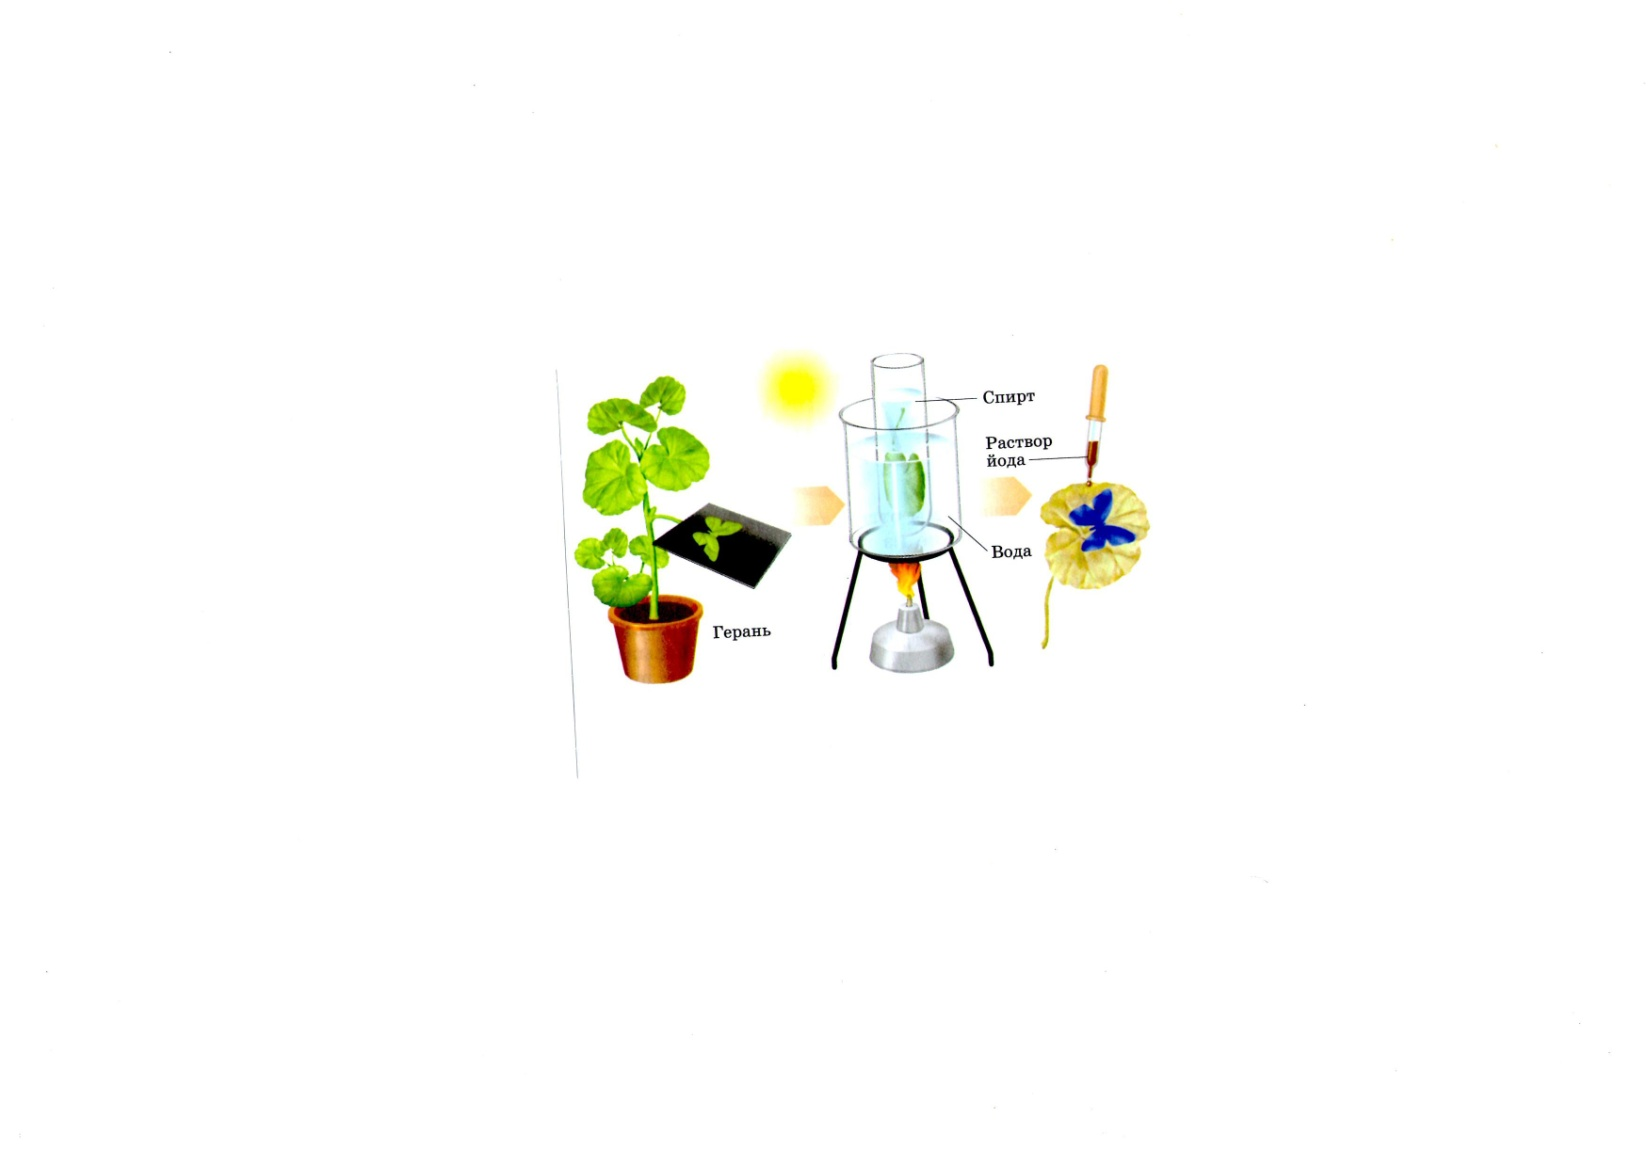 Спирт
Раствор
йода
Вода
Герань